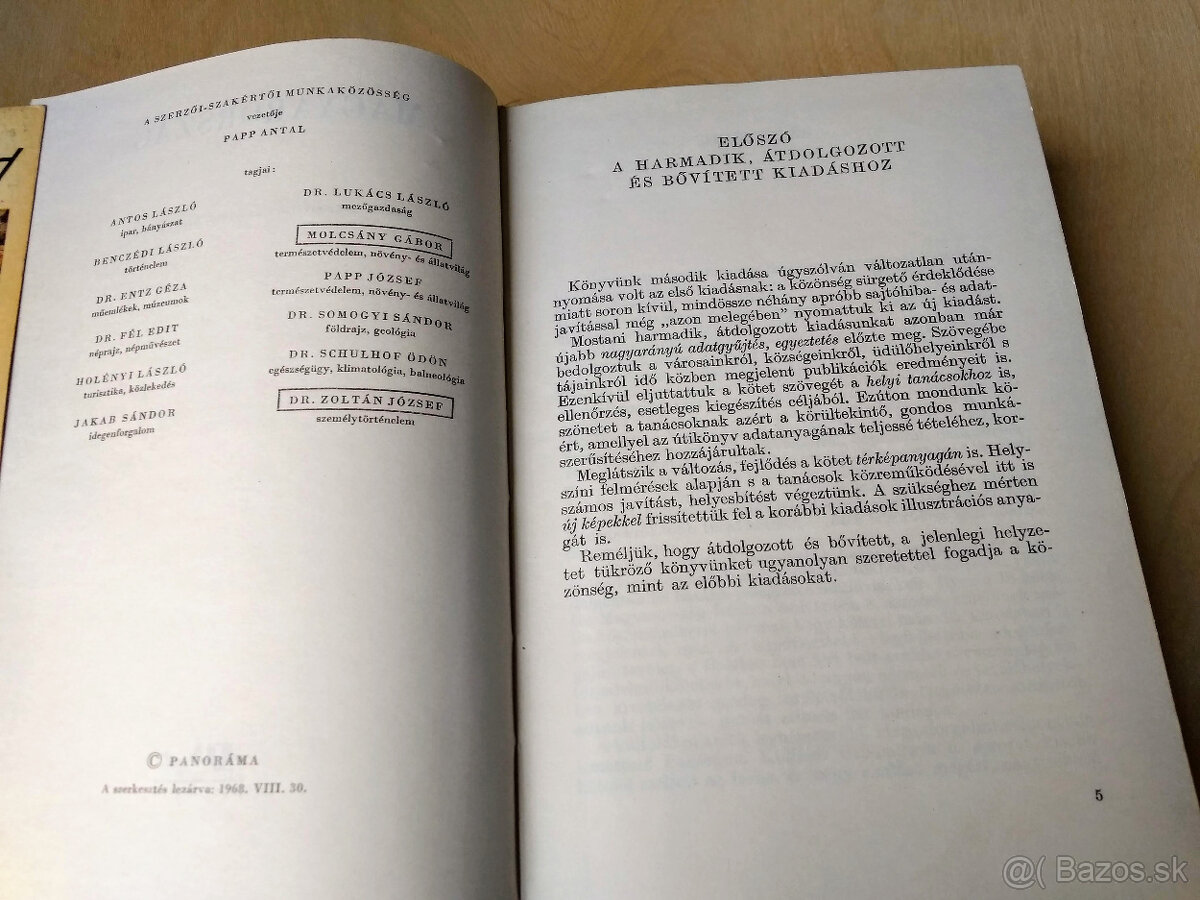 A SZERZŐI-SZAKÉRTŐI MUNKAKÖZÖSSÉG
vezetője
PAPP ANTAL
tagjai:
ANTOS LÁSZLÓ
ipar, bányászat
BENCZÉDI LÁSZLÓ
történelem
DR. ENTZ GÉZA
műemlékek, múzeumok
DR. FÉL EDIT
néprajz, népművészet
HOLÉNYI LÁSZLÓ
turisztika, közlekedés
JAKAB SÁNDOR
idegenforgalom
DR. LUKÁCS LÁSZLÓ
mezőgazdaság
MOLCSÁNY GÁBOR
természetvédelem, növény- és állatvilág
PAPP JÓZSEF
természetvédelem, növény- és állatvilág
DR. SOMOGYI SÁNDOR
földrajz, geológia
DR. SCHULHOF ÖDÖN
egészségügy, klimatológia, balneológia
DR. ZOLTÁN JÓZSEF
személytörténelem
© PANORÁMA
A szerkesztés lezárva: 1968. VIII. 30.
ELŐSZÓ
A HARMADIK, ÁTDOLGOZOTT
ÉS BŐVÍTETT KIADÁSHOZ
Könyvünk második kiadása úgyszólván változatlan után-
nyomása volt az első kiadásnak: a közönség sürgető érdeklődése
miatt soron kívül, mindössze néhány apróbb sajtóhiba- és adat-
javítással még „azon melegében” nyomattuk ki az új kiadást.
Mostani harmadik, átdolgozott kiadásunkat azonban már
újabb nagyarányú adatgyűjtés, egyeztetés előzte meg. Szövegébe
bedolgoztuk a városainkról, községeinkről, üdülőhelyeinkről s
tájainkról idő közben megjelent publikációk eredményeit is.
Ezenkívül eljuttattuk a kötet szövegét a helyi tanácsokhoz is,
ellenőrzés, esetleges kiegészítés céljából. Ezúton mondunk kö-
szönetet a tanácsoknak azért a körültekintő, gondos munká-
ért, amellyel az útikönyv adatanyagának teljessé tételéhez, kor-
szerűsítéséhez hozzájárultak.
Meglátszik a változás, fejlődés a kötet térképanyagán is. Hely-
színi felmérések alapján s a tanácsok közreműködésével itt is
számos javítást, helyesbítést végeztünk. A szükséghez mérten
új képekkel frissítettük fel a korábbi kiadások illusztrációs anya-
gát is.
Reméljük, hogy átdolgozott és bővített, a jelenlegi helyze-
tet tükröző könyvünket ugyanolyan szeretettel fogadja a kö-
zönség, mint az előbbi kiadásokat.
5
@( Bazos.sk